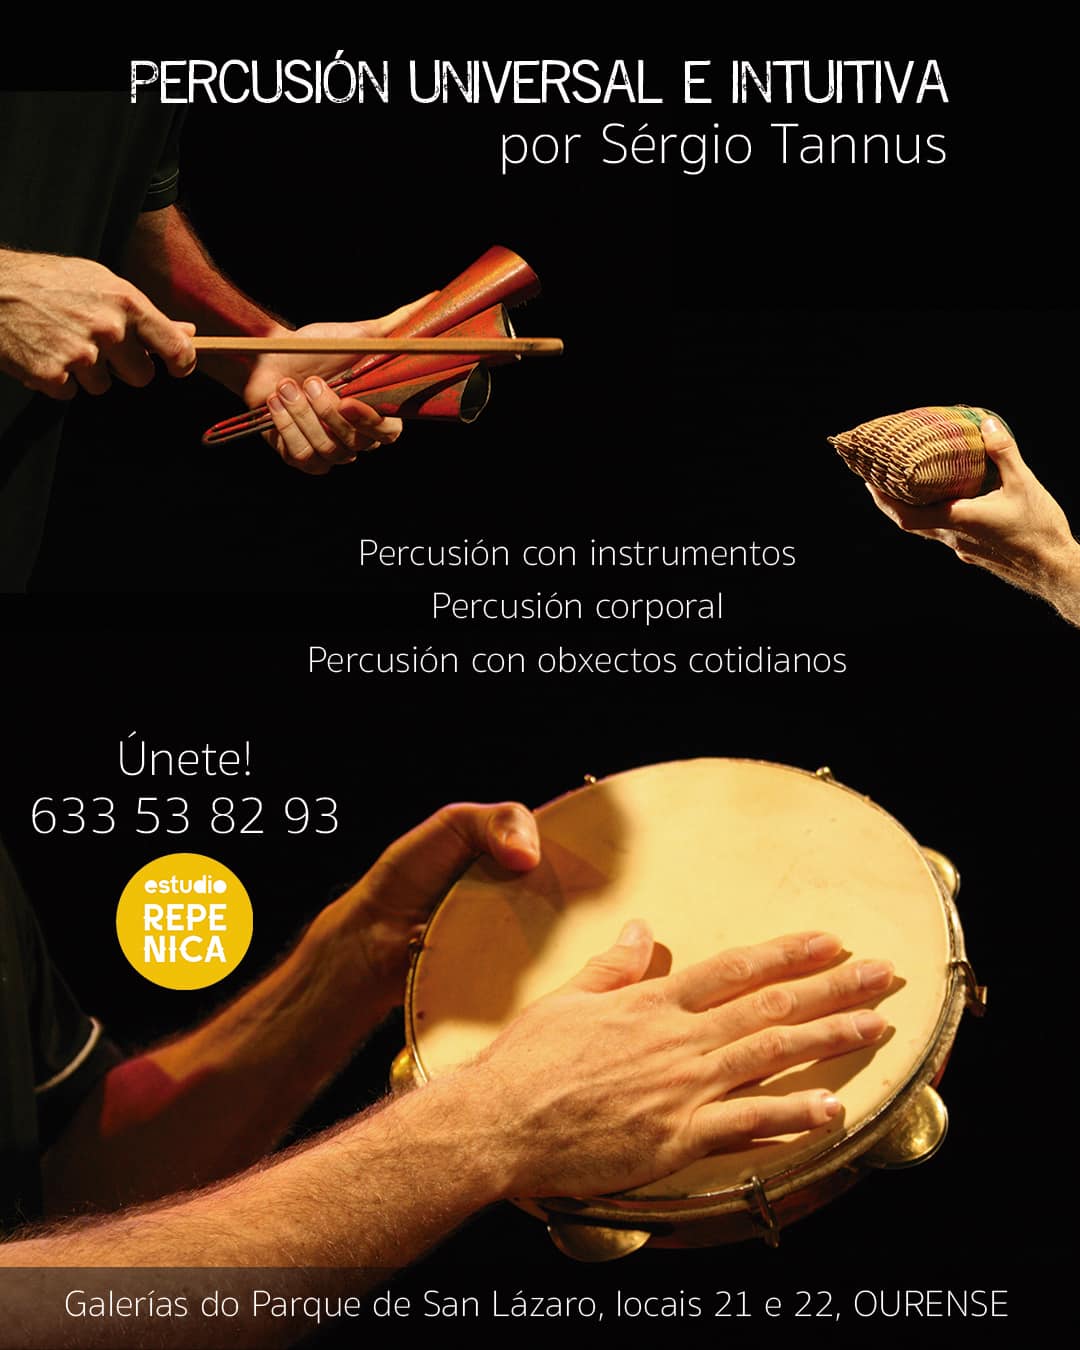 PERCUSIÓN UNIVERSAL E INTUITIVA
por Sérgio Tannus
Percusión con instrumentos
Percusión corporal
Percusión con obxectos cotidianos
Únete!
633 53 82 93
estudio
REPE
NICA
Galerías do Parque de San Lázaro, locais 21 e 22, OURENSE